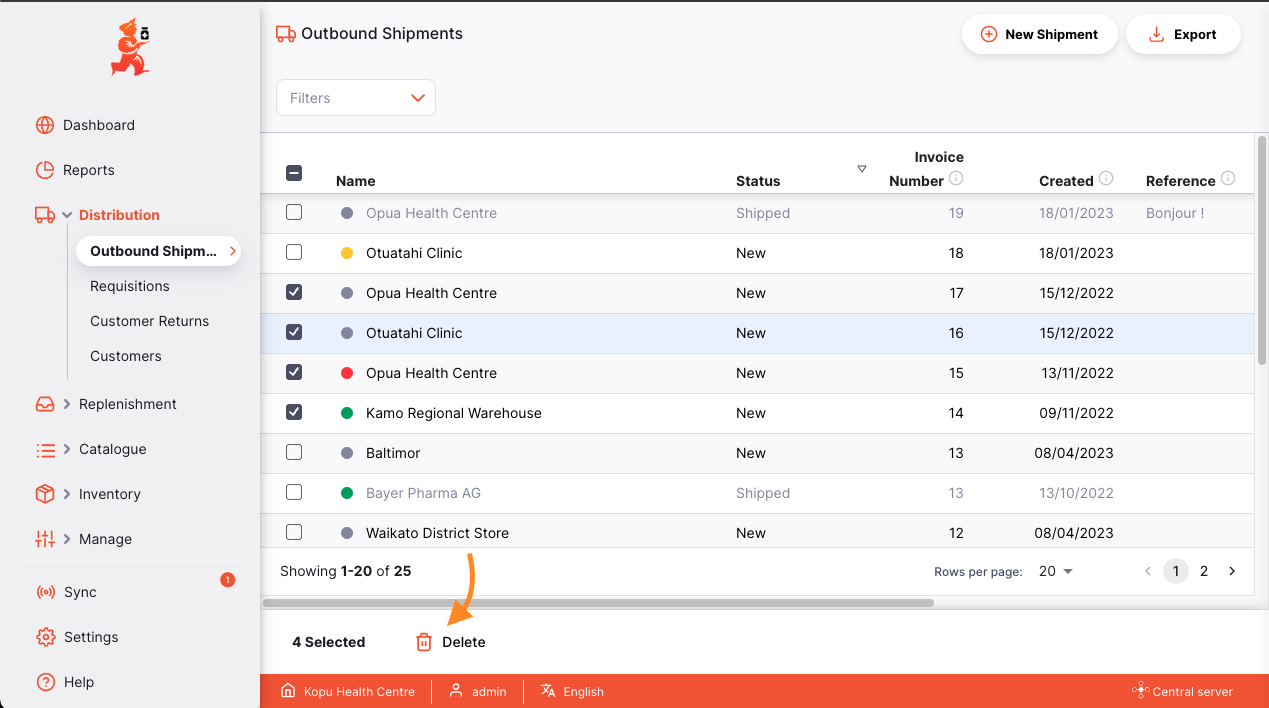 Outbound Shipments
New Shipment
Export
Filters
Dashboard
Reports
Distribution
Outbound Shipm...
Requisitions
Customer Returns
Customers
Replenishment
Catalogue
Inventory
Manage
Sync
1
Settings
Help
Name Status Invoice Number Created Reference
Opua Health Centre Shipped 19 18/01/2023 Bonjour !
Otuatahi Clinic New 18 18/01/2023
Opua Health Centre New 17 15/12/2022
Otuatahi Clinic New 16 15/12/2022
Opua Health Centre New 15 13/11/2022
Kamo Regional Warehouse New 14 09/11/2022
Baltimor New 13 08/04/2023
Bayer Pharma AG Shipped 13 13/10/2022
Waikato District Store New 12 08/04/2023
Showing 1-20 of 25 Rows per page: 20 1 2
4 Selected Delete
Kopu Health Centre admin English Central server